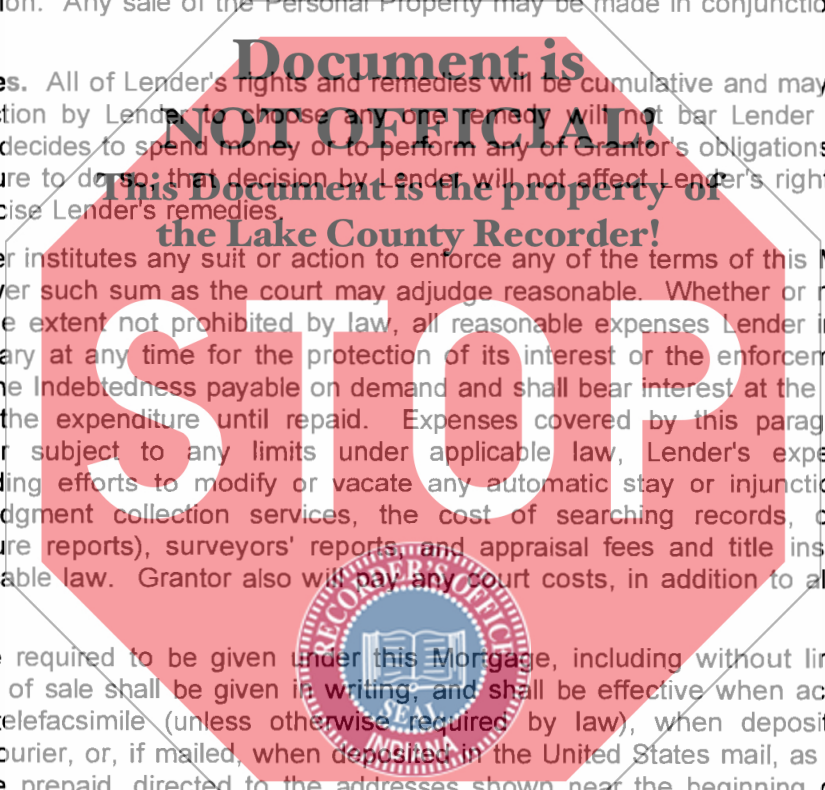 on. Any sale of the Personal Property may be made in conjunctio
Document is
es. All of Lender's rights and remedies will be cumulative and may
NOT OFFICIAL!
tion by Lender to choose any one remedy will not bar Lender
decides to spend money or to perform any of Grantor's obligations
This Document is the property of
ure to do so, that decision by Lender will not affect Lender's righ
cise Lender's remedies.
the Lake County Recorder!
er institutes any suit or action to enforce any of the terms of this M
ver such sum as the court may adjudge reasonable. Whether or n
e extent not prohibited by law, all reasonable expenses Lender in
ary at any time for the protection of its interest or the enforcem
ne Indebtedness payable on demand and shall bear interest at the
the expenditure until repaid. Expenses covered by this parag
STOP
r subject to any limits under applicable law, Lender's expe
ding efforts to modify or vacate any automatic stay or injunctio
dgment collection services, the cost of searching records, o
ure reports), surveyors' reports, and appraisal fees and title ins
able law. Grantor also will pay any court costs, in addition to al
RECORDER'S OFFICE
e required to be given under this Mortgage, including without lim
of sale shall be given in writing, and shall be effective when ac
SEAL
telefacsimile (unless otherwise required by law), when deposit
INDIANA
ourier, or, if mailed, when deposited in the United States mail, as
e prepaid, directed to the addresses shown near the beginning o